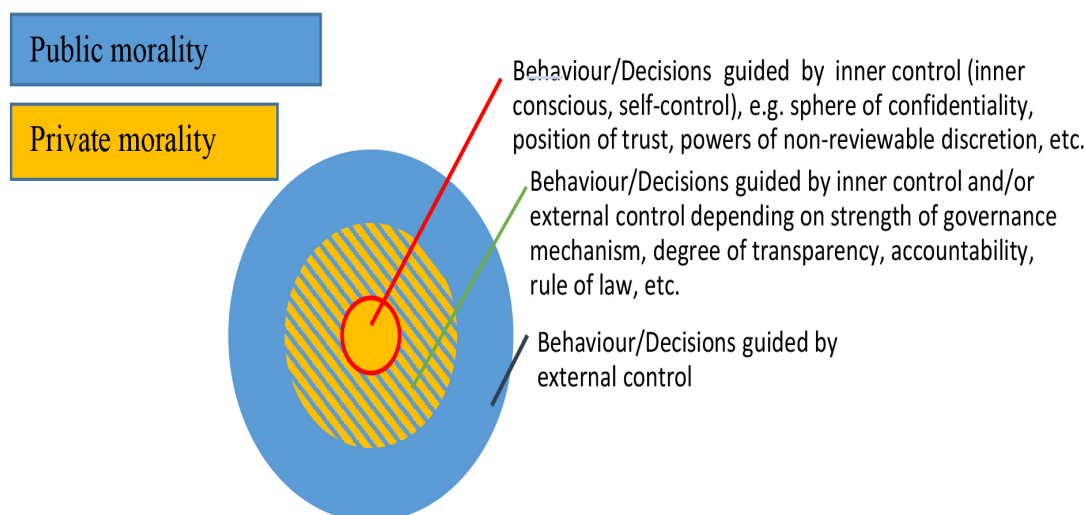 Public morality
Private morality
Behaviour/Decisions guided by inner control (inner
conscious, self-control), e.g. sphere of confidentiality,
position of trust, powers of non-reviewable discretion, etc.
Behaviour/Decisions guided by inner control and/or
external control depending on strength of governance
mechanism, degree of transparency, accountability,
rule of law, etc.
Behaviour/Decisions guided by
external control